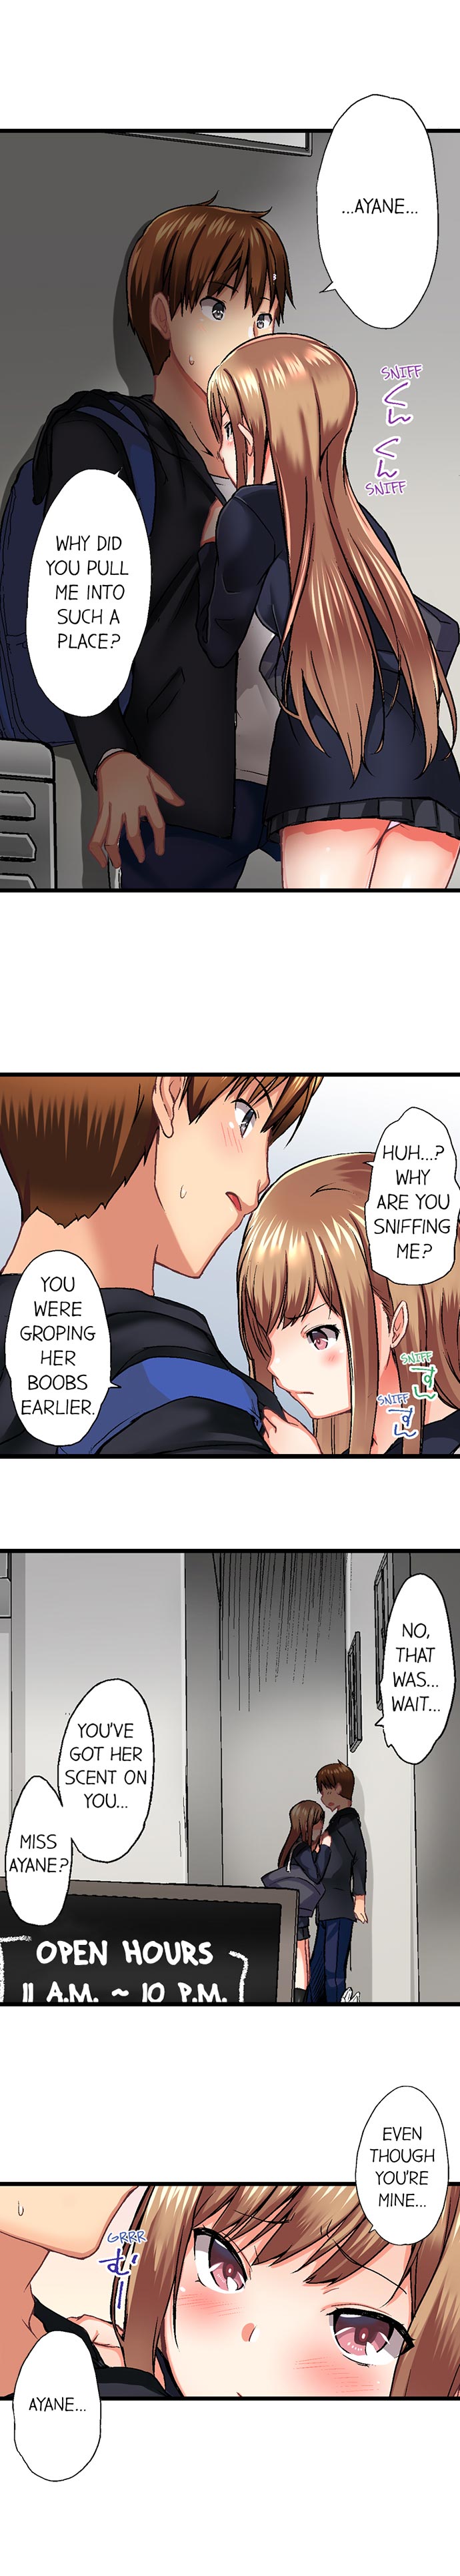 ...AYANE...
SNIFF
くん
くん
SNIFF
WHY DID
YOU PULL
ME INTO
SUCH A
PLACE?
HUH...?
WHY
ARE YOU
SNIFFING
ME?
YOU
WERE
GROPING
HER
BOOBS
EARLIER.
SNIFF
すん
SNIFF
すん
NO,
THAT
WAS...
WAIT...
YOU'VE
GOT HER
SCENT ON
YOU...
MISS
AYANE?
OPEN HOURS
11 A.M. ~ 10 P.M.
EVEN
THOUGH
YOU'RE
MINE...
GRRR
むー
AYANE...